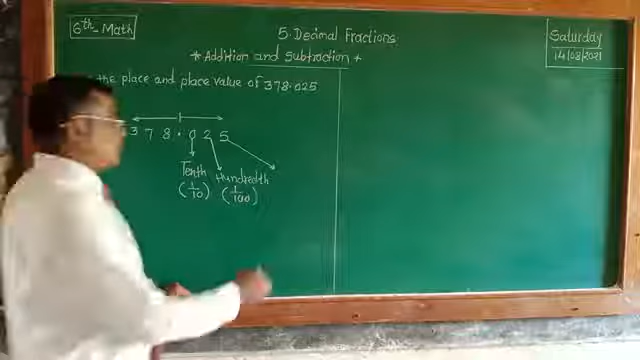 6th-Math
5. Decimal Fractions
*Addition and Subtraction*
Saturday
14/08/2021
the place and place value of 378.025
3 7 8 . 0 2 5
Tenth Hundredth
(1/10) (1/100)